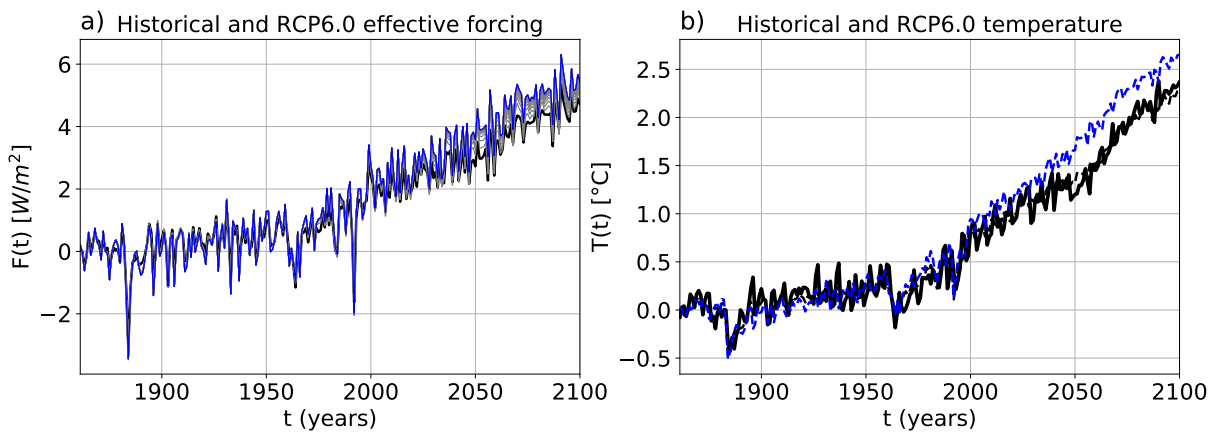 a) Historical and RCP6.0 effective forcing
F(t) [W/m²]
6
4
2
0
−2
1900 1950 2000 2050 2100
t (years)
b) Historical and RCP6.0 temperature
T(t) [°C]
2.5
2.0
1.5
1.0
0.5
0.0
−0.5
1900 1950 2000 2050 2100
t (years)